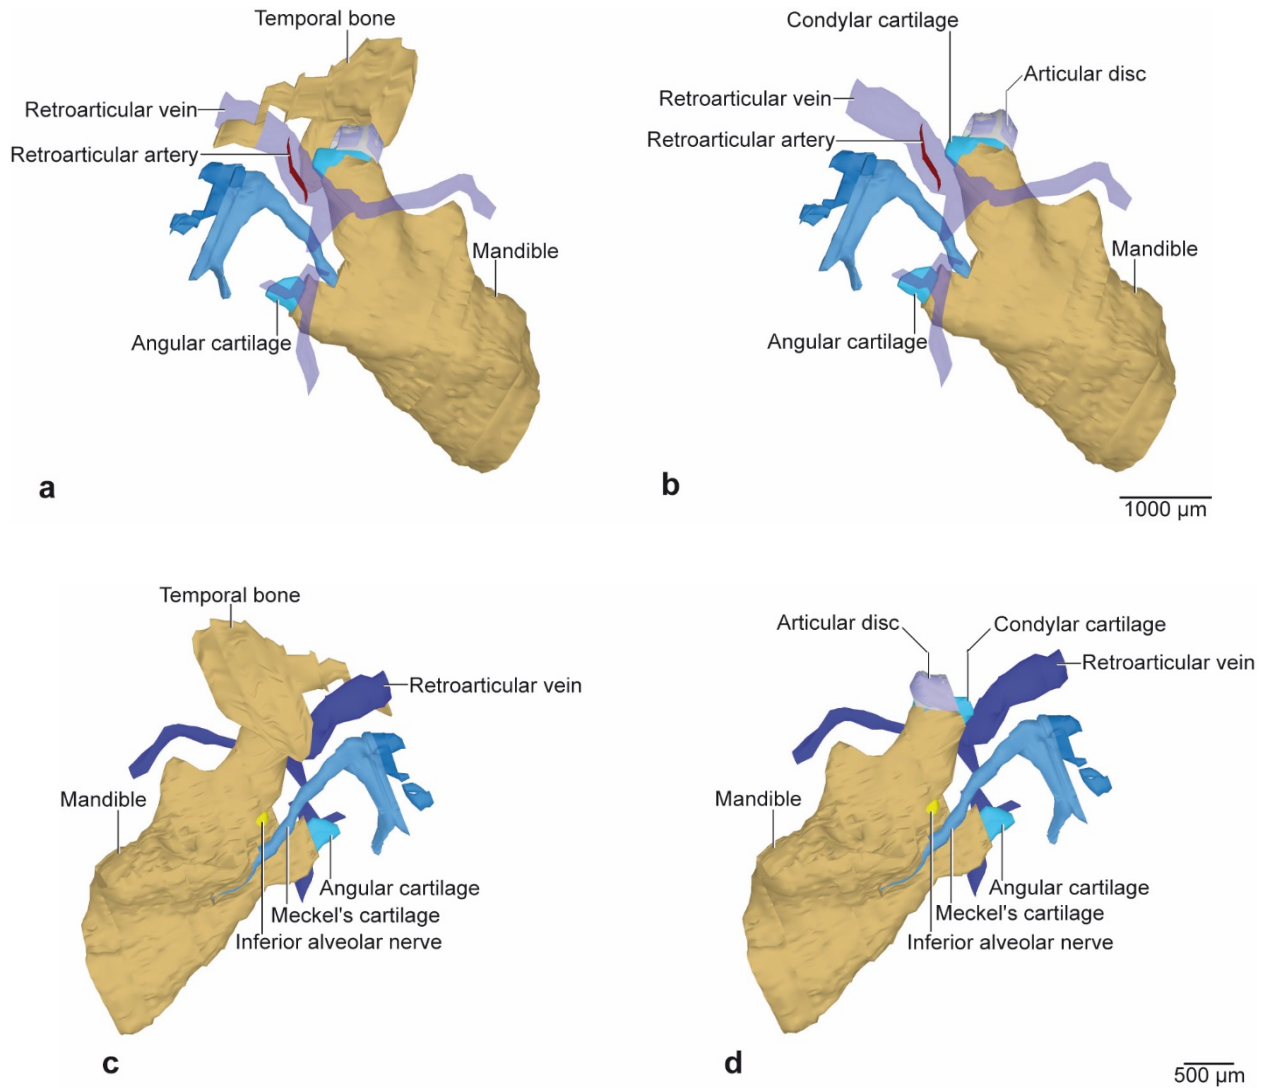 Temporal bone
Retroarticular vein
Retroarticular artery
Mandible
Angular cartilage
a
Condylar cartilage
Articular disc
Retroarticular vein
Retroarticular artery
Mandible
Angular cartilage
b
1000 µm
Temporal bone
Retroarticular vein
Mandible
Angular cartilage
Meckel's cartilage
Inferior alveolar nerve
c
Articular disc
Condylar cartilage
Retroarticular vein
Mandible
Angular cartilage
Meckel's cartilage
Inferior alveolar nerve
d
500 µm